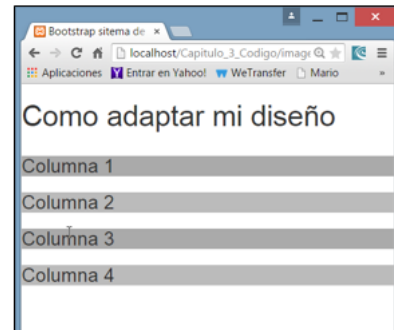 Bootstrap sitema de
localhost/Capitulo_3_Codigo/image
Aplicaciones Entrar en Yahoo! WeTransfer Mario »
Como adaptar mi diseño
Columna 1
Columna 2
Columna 3
Columna 4